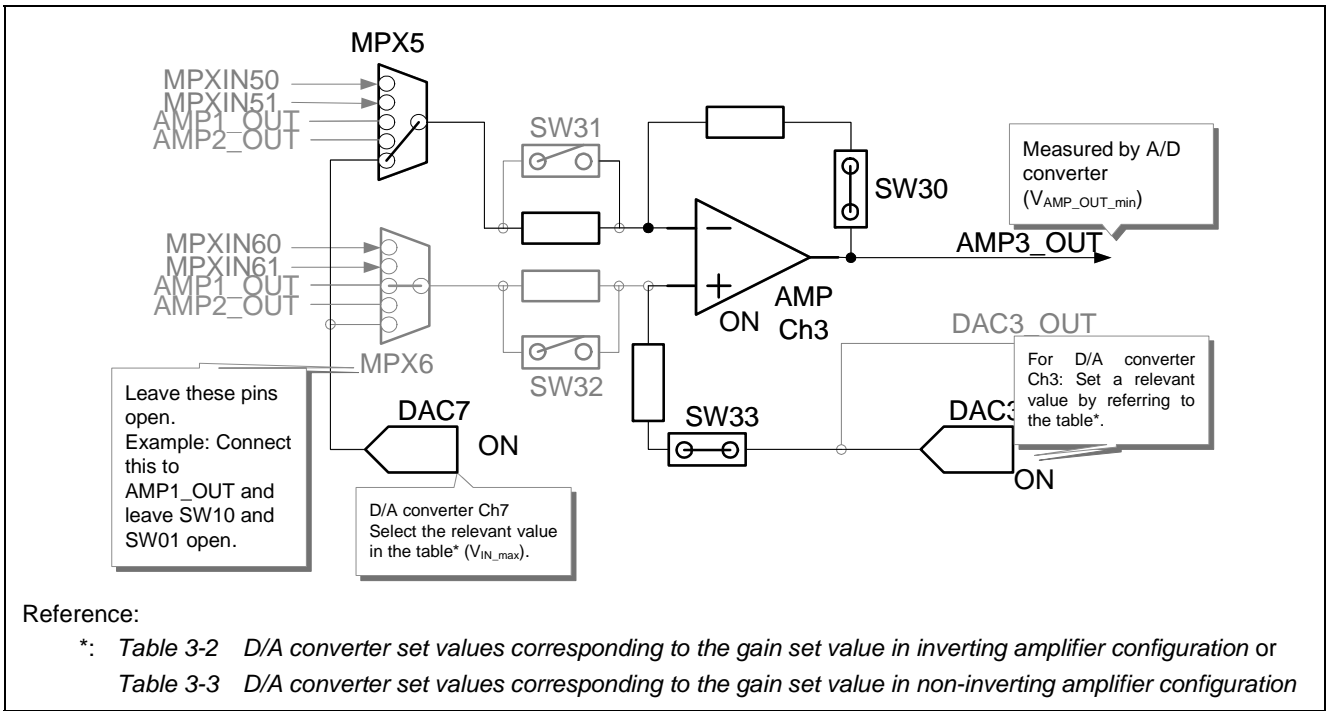 MPX5
MPXIN50
MPXIN51
AMP1_OUT
AMP2_OUT
SW31
SW30
Measured by A/D
converter
(VAMP_OUT_min)
AMP3_OUT
MPXIN60
MPXIN61
AMP1_OUT
AMP2_OUT
MPX6
SW32
−
+
AMP
Ch3
ON
DAC3_OUT
Leave these pins
open.
Example: Connect
this to
AMP1_OUT and
leave SW10 and
SW01 open.
DAC7
ON
D/A converter Ch7
Select the relevant value
in the table* (VIN_max).
SW33
DAC3
ON
For D/A converter
Ch3: Set a relevant
value by referring to
the table*.
Reference:
*: Table 3-2 D/A converter set values corresponding to the gain set value in inverting amplifier configuration or
Table 3-3 D/A converter set values corresponding to the gain set value in non-inverting amplifier configuration